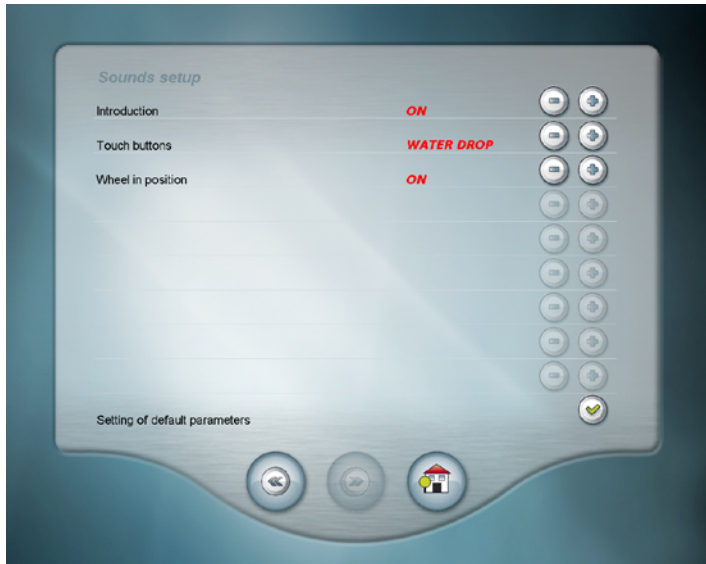 Sounds setup
Introduction ON
Touch buttons WATER DROP
Wheel in position ON
Setting of default parameters